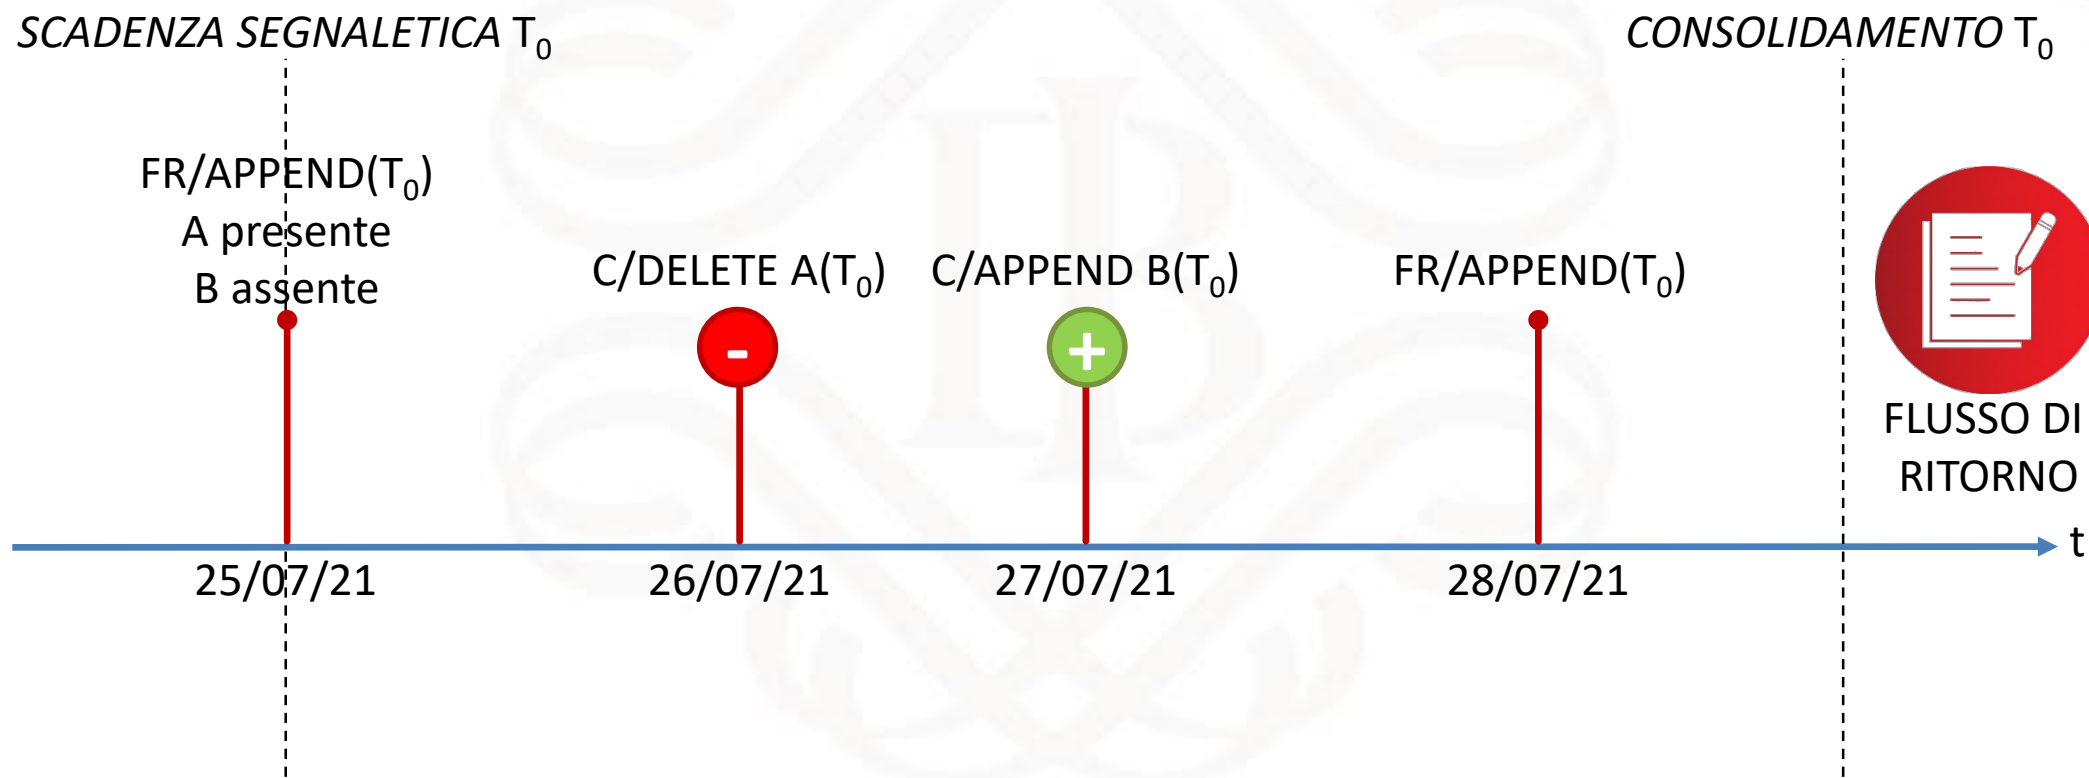 SCADENZA SEGNALETICA T0
CONSOLIDAMENTO T0
FR/APPEND(T0)
A presente
B assente
C/DELETE A(T0)
-
C/APPEND B(T0)
+
FR/APPEND(T0)
FLUSSO DI
RITORNO
t
25/07/21
26/07/21
27/07/21
28/07/21